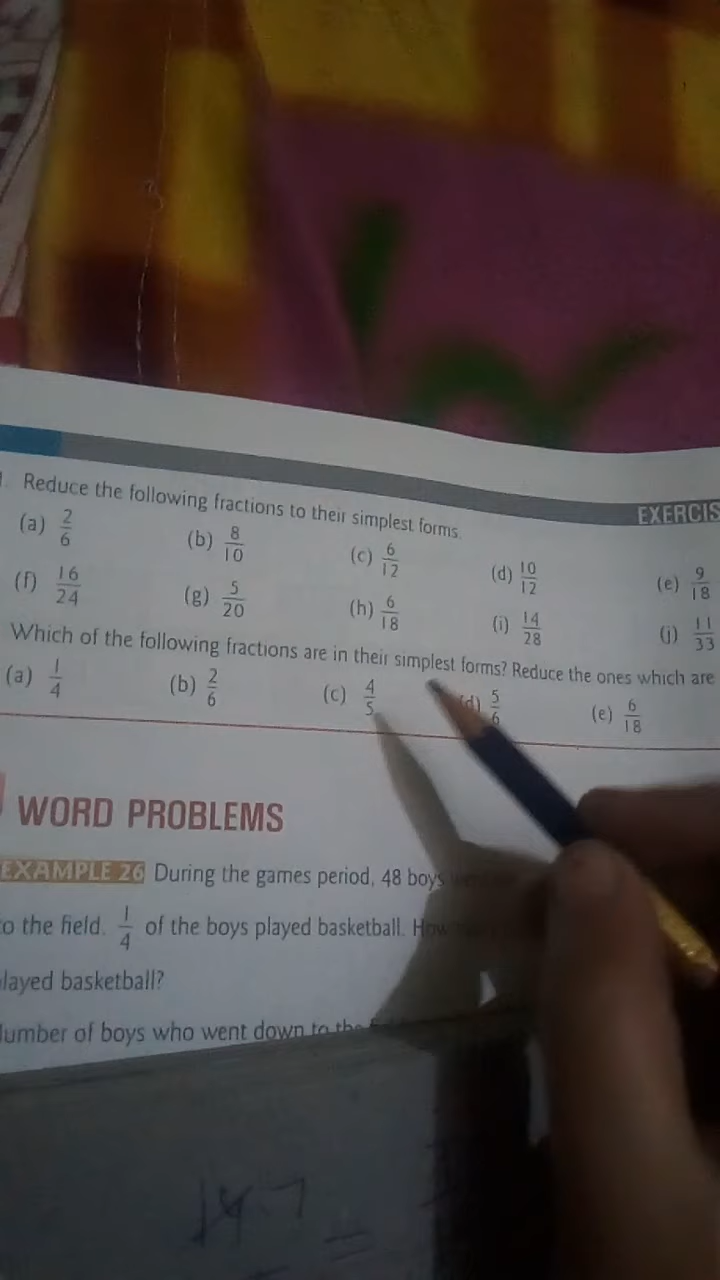 EXERCIS
Reduce the following fractions to their simplest forms.
(a) 2/6 (b) 8/10 (c) 6/12 (d) 10/12 (e) 9/18
(f) 16/24 (g) 5/20 (h) 6/18 (i) 14/28 (j) 11/33
Which of the following fractions are in their simplest forms? Reduce the ones which are
(a) 1/4 (b) 2/6 (c) 4/5 (d) 5/6 (e) 6/18
WORD PROBLEMS
EXAMPLE 26 During the games period, 48 boys
to the field. 1/4 of the boys played basketball. How
layed basketball?
umber of boys who went down to the